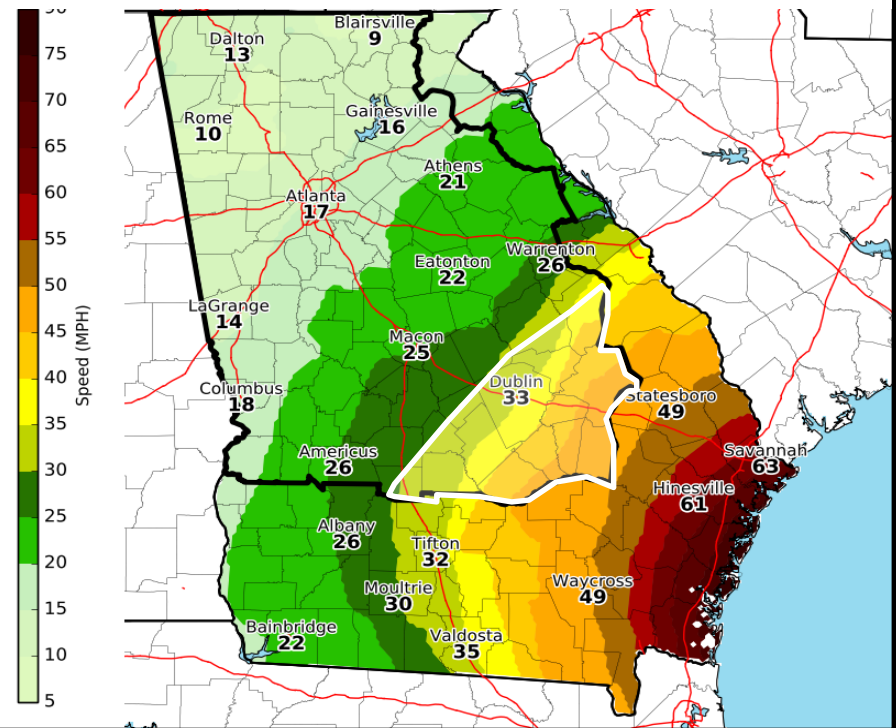 Blairsville
9
Dalton
13
75
70
65
60
55
50
45
40
35
30
25
20
15
10
5
Speed (MPH)
Gainesville
16
Rome
10
Athens
21
Atlanta
17
Warrenton
26
Eatonton
22
LaGrange
14
Macon
25
Columbus
18
Dublin
33
Statesboro
49
Americus
26
Savannah
63
Hinesville
61
Albany
26
Tifton
32
Moultrie
30
Waycross
49
Bainbridge
22
Valdosta
35